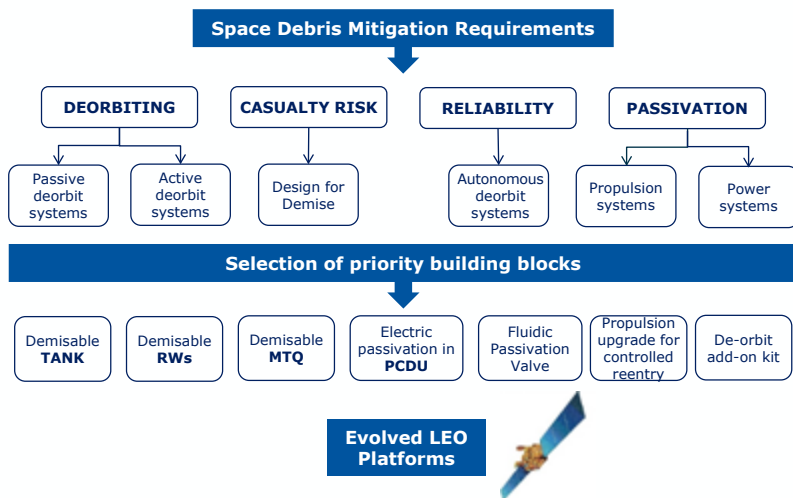 Space Debris Mitigation Requirements
DEORBITING
CASUALTY RISK
RELIABILITY
PASSIVATION
Passive
deorbit
systems
Active
deorbit
systems
Design for
Demise
Autonomous
deorbit
systems
Propulsion
systems
Power
systems
Selection of priority building blocks
Demisable
TANK
Demisable
RWs
Demisable
MTQ
Electric
passivation in
PCDU
Fluidic
Passivation
Valve
Propulsion
upgrade for
controlled
reentry
De-orbit
add-on kit
Evolved LEO
Platforms